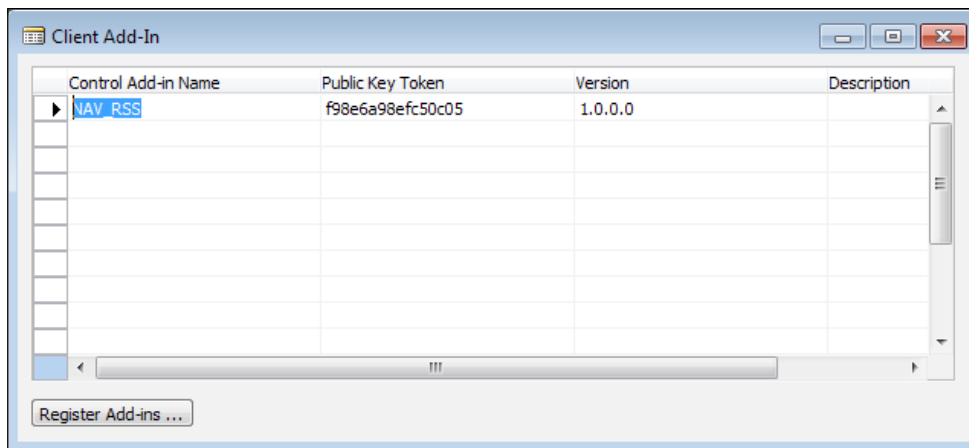 Client Add-In
Control Add-in Name Public Key Token Version Description
NAV_RSS f98e6a98efc50c05 1.0.0.0
Register Add-ins ...